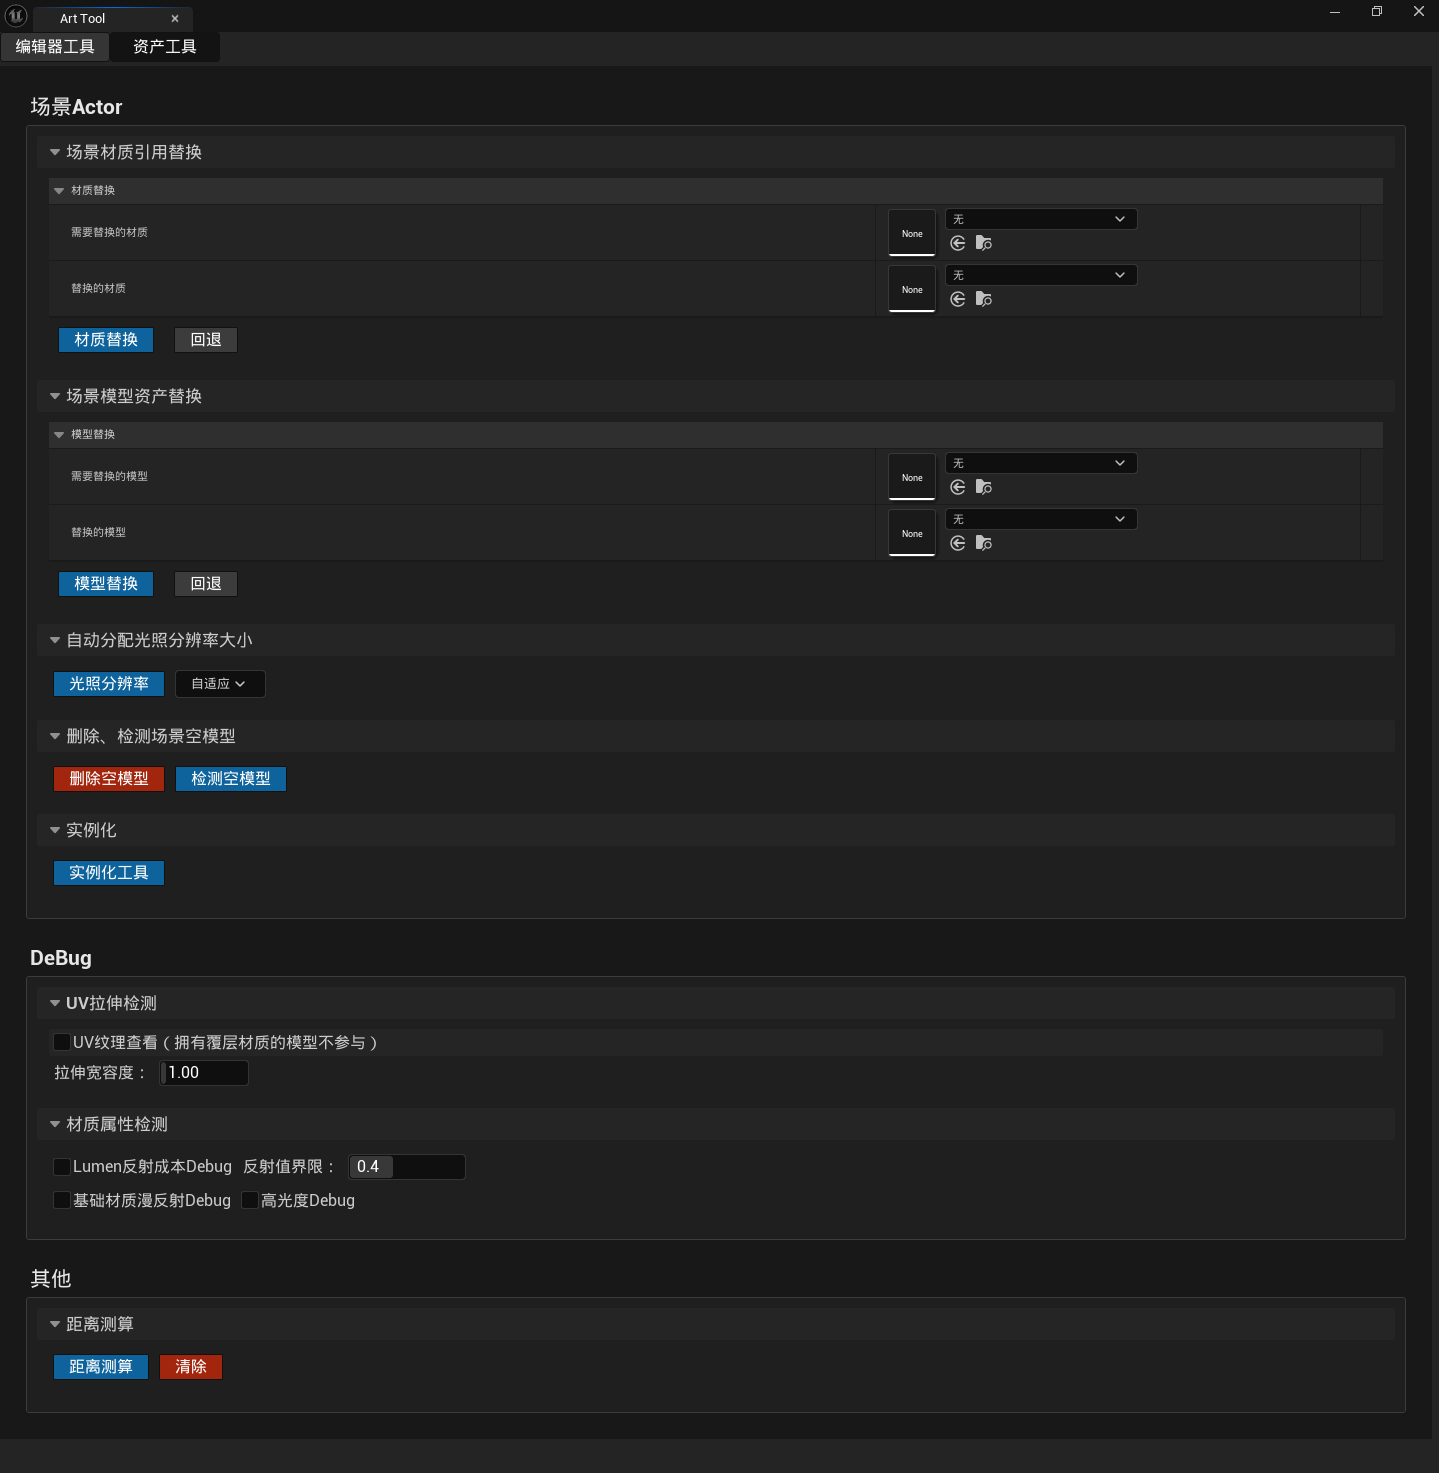 Art Tool
编辑器工具 资产工具
场景Actor
场景材质引用替换
材质替换
需要替换的材质 None 无
替换的材质 None 无
材质替换 回退
场景模型资产替换
模型替换
需要替换的模型 None 无
替换的模型 None 无
模型替换 回退
自动分配光照分辨率大小
光照分辨率 自适应
删除、检测场景空模型
删除空模型 检测空模型
实例化
实例化工具
DeBug
UV拉伸检测
UV纹理查看（拥有覆层材质的模型不参与）
拉伸宽容度： 1.00
材质属性检测
Lumen反射成本Debug 反射值界限： 0.4
基础材质漫反射Debug 高光度Debug
其他
距离测算
距离测算 清除